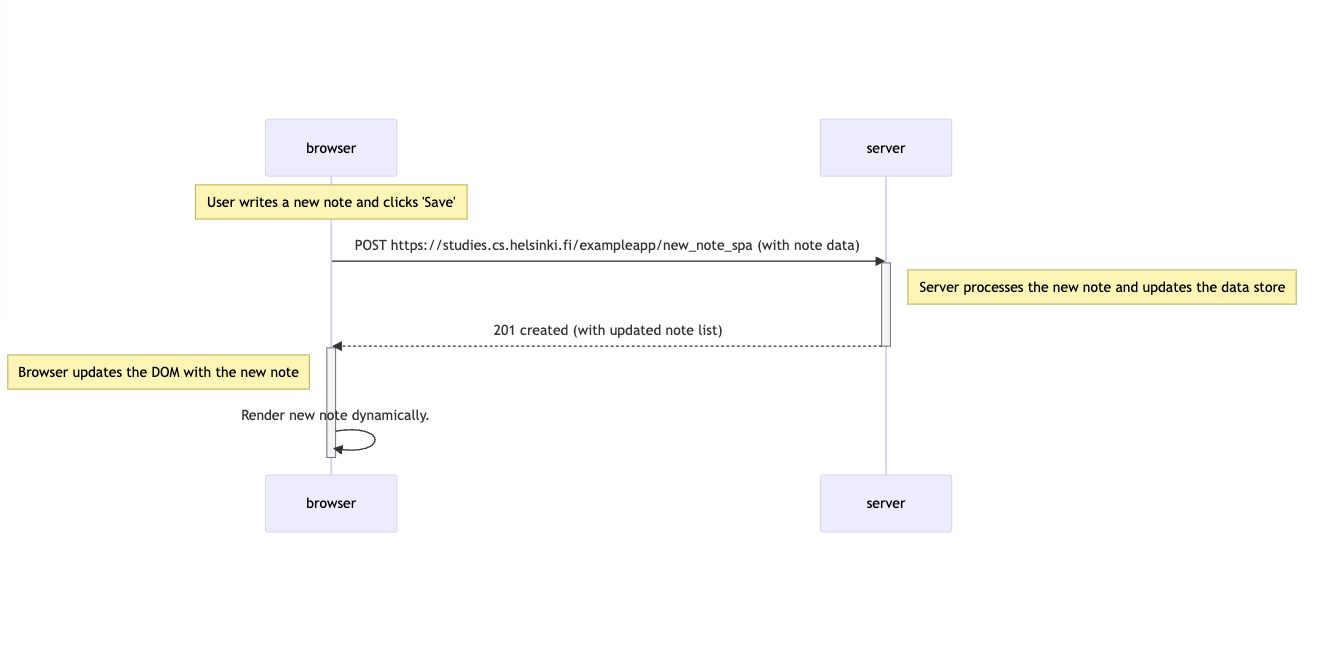 browser
server
User writes a new note and clicks 'Save'
POST https://studies.cs.helsinki.fi/exampleapp/new_note_spa (with note data)
Server processes the new note and updates the data store
201 created (with updated note list)
Browser updates the DOM with the new note
Render new note dynamically.
browser
server